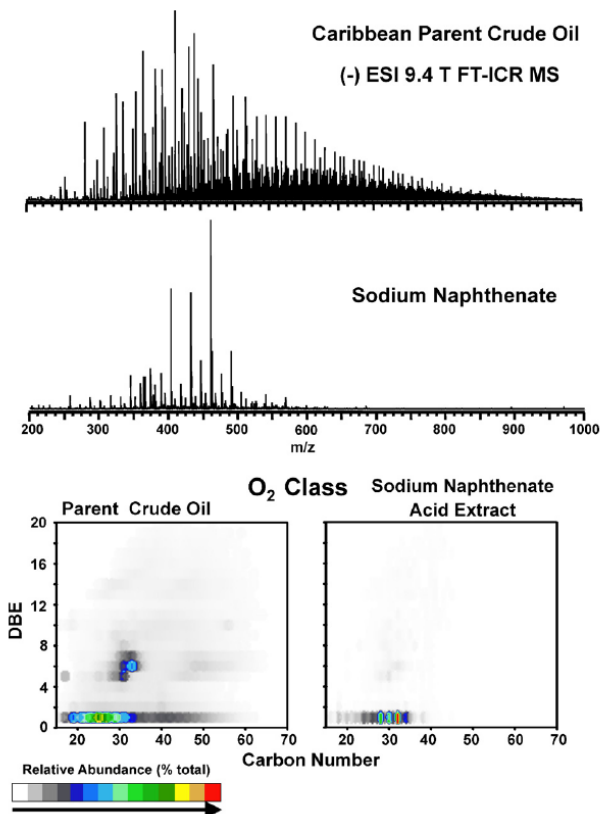 Caribbean Parent Crude Oil
(-) ESI 9.4 T FT-ICR MS
Sodium Naphthenate
200 300 400 500 600 700 800 900 1000
m/z
O2 Class
Parent Crude Oil
Sodium Naphthenate
Acid Extract
20
16
12
8
4
0
DBE
20 30 40 50 60 70
20 30 40 50 60 70
Carbon Number
Relative Abundance (% total)